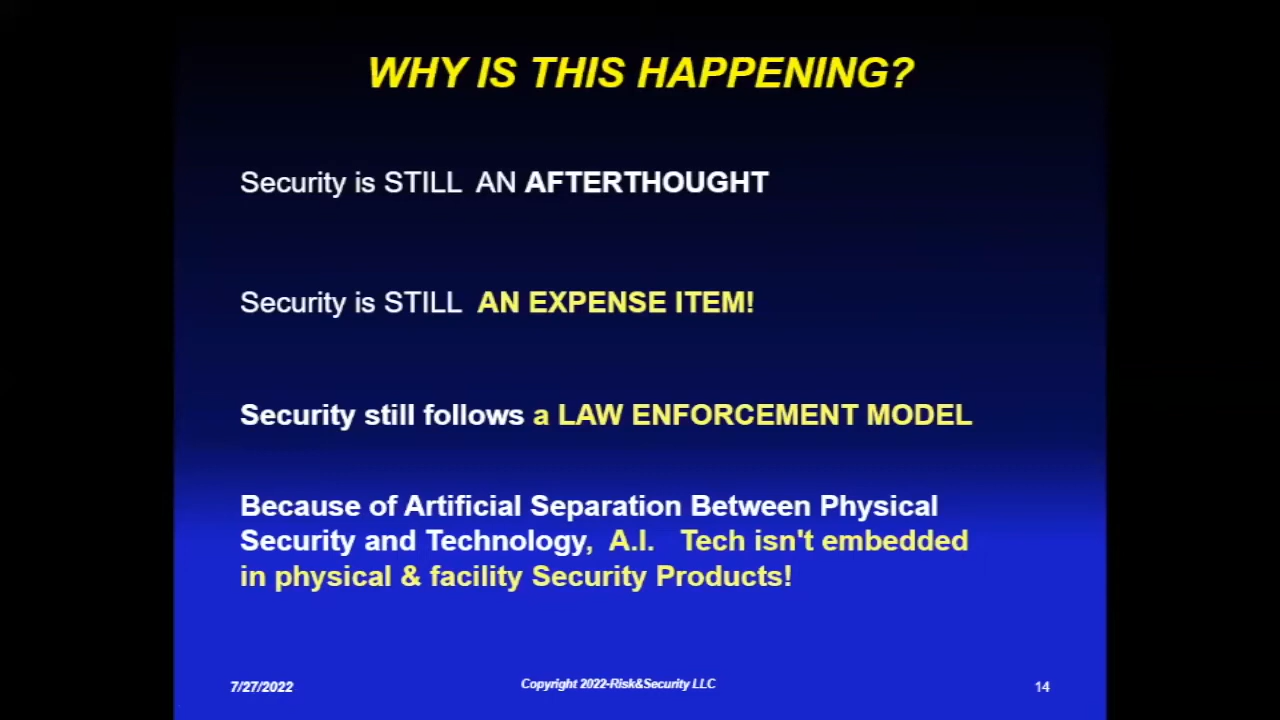 WHY IS THIS HAPPENING?
Security is STILL AN AFTERTHOUGHT
Security is STILL AN EXPENSE ITEM!
Security still follows a LAW ENFORCEMENT MODEL
Because of Artificial Separation Between Physical
Security and Technology, A.I. Tech isn't embedded
in physical & facility Security Products!
7/27/2022
Copyright 2022-Risk&Security LLC
14